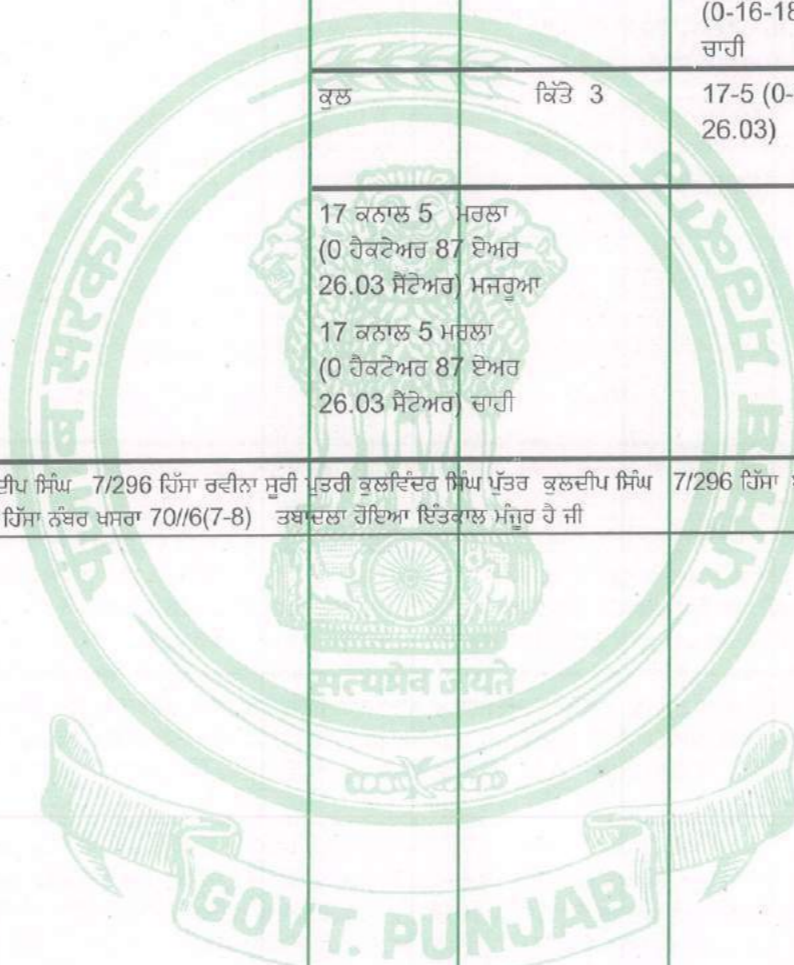 (0-16-18
ਚਾਹੀ
ਕੁਲ ਕਿੱਤੇ 3 17-5 (0-
26.03)
17 ਕਨਾਲ 5 ਮਰਲਾ
(0 ਹੈਕਟੇਅਰ 87 ਏਅਰ
26.03 ਸੈਂਟੇਅਰ) ਮਜਰੂਆ
17 ਕਨਾਲ 5 ਮਰਲਾ
(0 ਹੈਕਟੇਅਰ 87 ਏਅਰ
26.03 ਸੈਂਟੇਅਰ) ਚਾਹੀ
ਦੀਪ ਸਿੰਘ 7/296 ਹਿੱਸਾ ਰਵੀਨਾ ਸੂਰੀ ਪੁਤਰੀ ਕੁਲਵਿੰਦਰ ਸਿੰਘ ਪੁੱਤਰ ਕੁਲਦੀਪ ਸਿੰਘ 7/296 ਹਿੱਸਾ
ਹਿੱਸਾ ਨੰਬਰ ਖਸਰਾ 70//6(7-8) ਤਬਾਦਲਾ ਹੋਇਆ ਇੰਤਕਾਲ ਮੰਜੂਰ ਹੈ ਜੀ
ਪੰਜਾਬ ਸਰਕਾਰ
सत्यमेव जयते
GOVT. PUNJAB